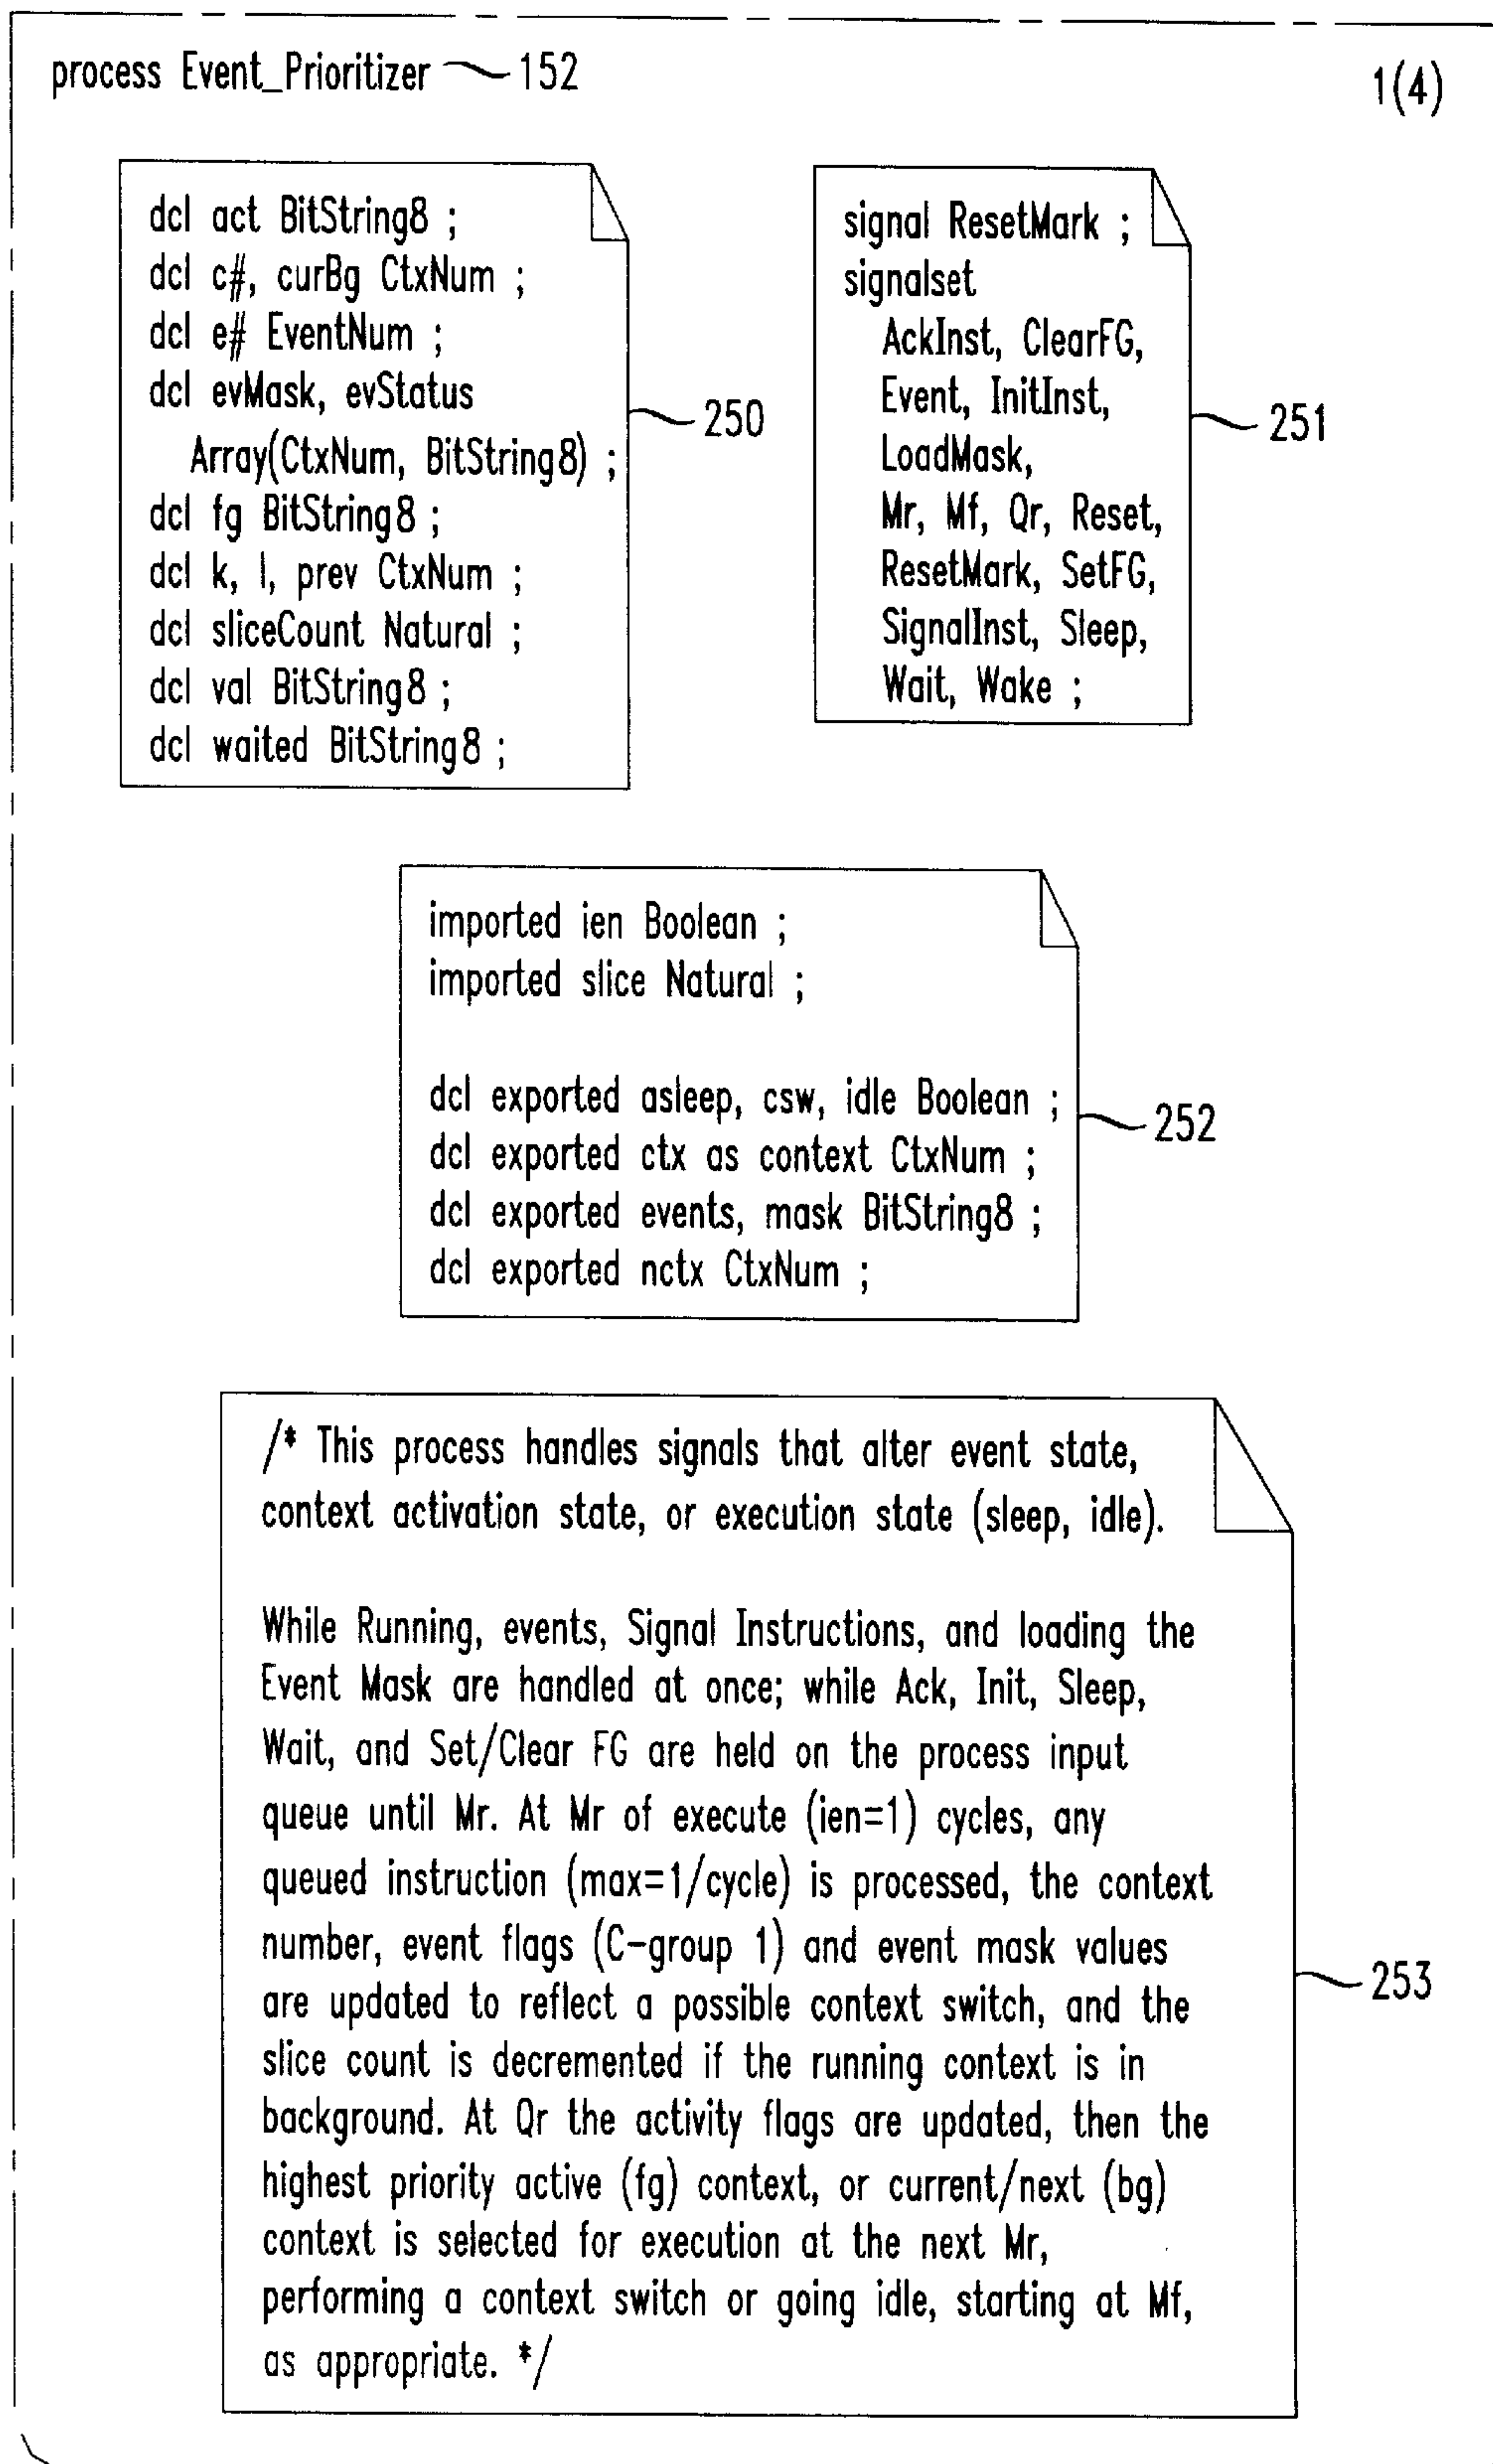 process Event_Prioritizer 152
1(4)
dcl act BitString8 ;
dcl c#, curBg CtxNum ;
dcl e# EventNum ;
dcl evMask, evStatus
Array(CtxNum, BitString8) ;
dcl fg BitString8 ;
dcl k, l, prev CtxNum ;
dcl sliceCount Natural ;
dcl val BitString8 ;
dcl waited BitString8 ;
250
signal ResetMark ;
signalset
AckInst, ClearFG,
Event, InitInst,
LoadMask,
Mr, Mf, Qr, Reset,
ResetMark, SetFG,
SignalInst, Sleep,
Wait, Wake ;
251
imported ien Boolean ;
imported slice Natural ;
dcl exported asleep, csw, idle Boolean ;
dcl exported ctx as context CtxNum ;
dcl exported events, mask BitString8 ;
dcl exported nctx CtxNum ;
252
/* This process handles signals that alter event state,
context activation state, or execution state (sleep, idle).
While Running, events, Signal Instructions, and loading the
Event Mask are handled at once; while Ack, Init, Sleep,
Wait, and Set/Clear FG are held on the process input
queue until Mr. At Mr of execute (ien=1) cycles, any
queued instruction (max=1/cycle) is processed, the context
number, event flags (C-group 1) and event mask values
are updated to reflect a possible context switch, and the
slice count is decremented if the running context is in
background. At Qr the activity flags are updated, then the
highest priority active (fg) context, or current/next (bg)
context is selected for execution at the next Mr,
performing a context switch or going idle, starting at Mf,
as appropriate. */
253